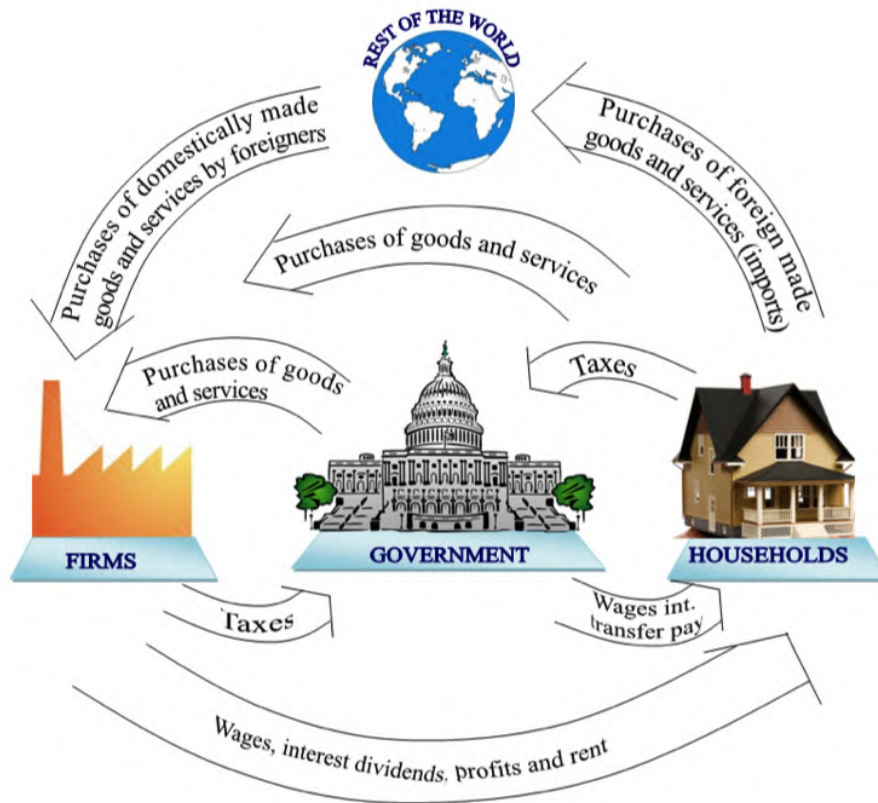 REST OF THE WORLD
Purchases of domestically made
goods and services by foreigners
Purchases of foreign made
goods and services (imports)
Purchases of goods and services
Purchases of goods
and services
Taxes
FIRMS
GOVERNMENT
HOUSEHOLDS
Taxes
Wages int.
transfer pay
Wages, interest dividends. profits and rent